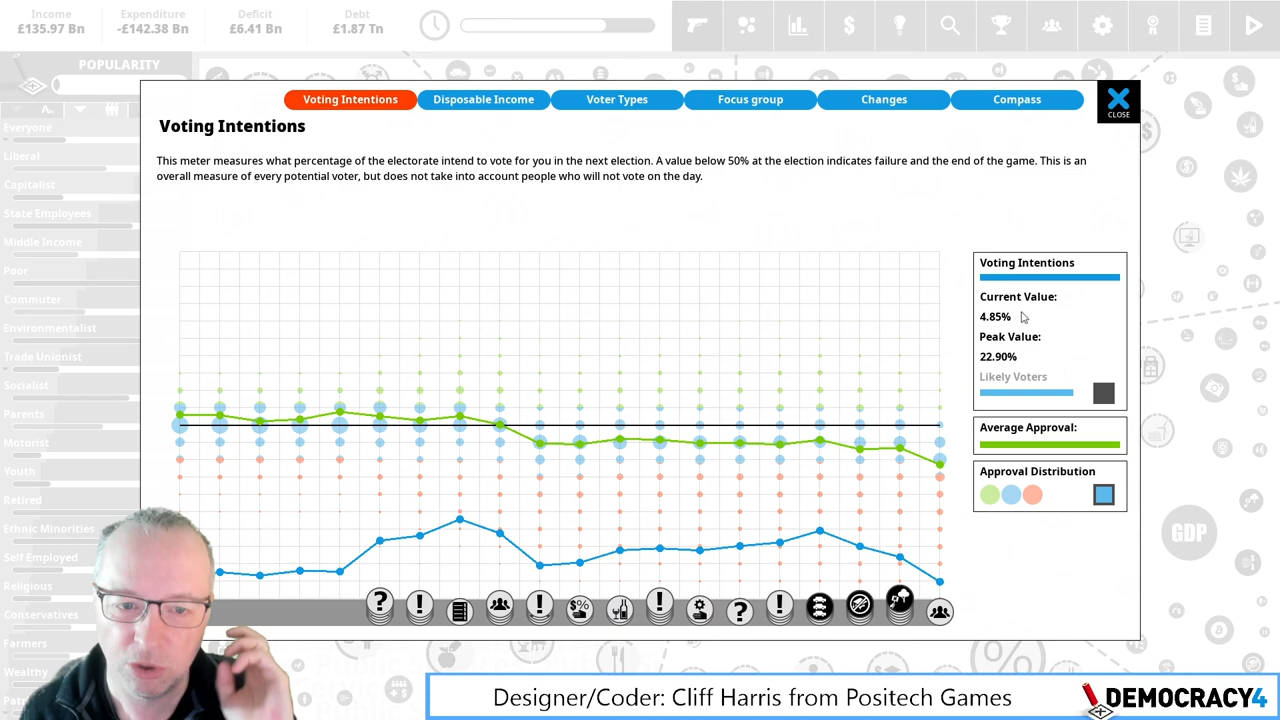 Income
£135.97 Bn
Expenditure
-£142.38 Bn
Deficit
£6.41 Bn
Debt
£1.87 Tn
POPULARITY
Everyone
Liberal
Capitalist
State Employees
Middle Income
Poor
Commuter
Environmentalist
Trade Unionist
Socialist
Parents
Motorist
Youth
Retired
Ethnic Minorities
Self Employed
Religious
Conservatives
Farmers
Wealthy
Voting Intentions
Disposable Income
Voter Types
Focus group
Changes
Compass
CLOSE
Voting Intentions
This meter measures what percentage of the electorate intend to vote for you in the next election. A value below 50% at the election indicates failure and the end of the game. This is an
overall measure of every potential voter, but does not take into account people who will not vote on the day.
Voting Intentions
Current Value:
4.85%
Peak Value:
22.90%
Likely Voters
Average Approval:
Approval Distribution
GDP
Designer/Coder: Cliff Harris from Positech Games
DEMOCRACY4